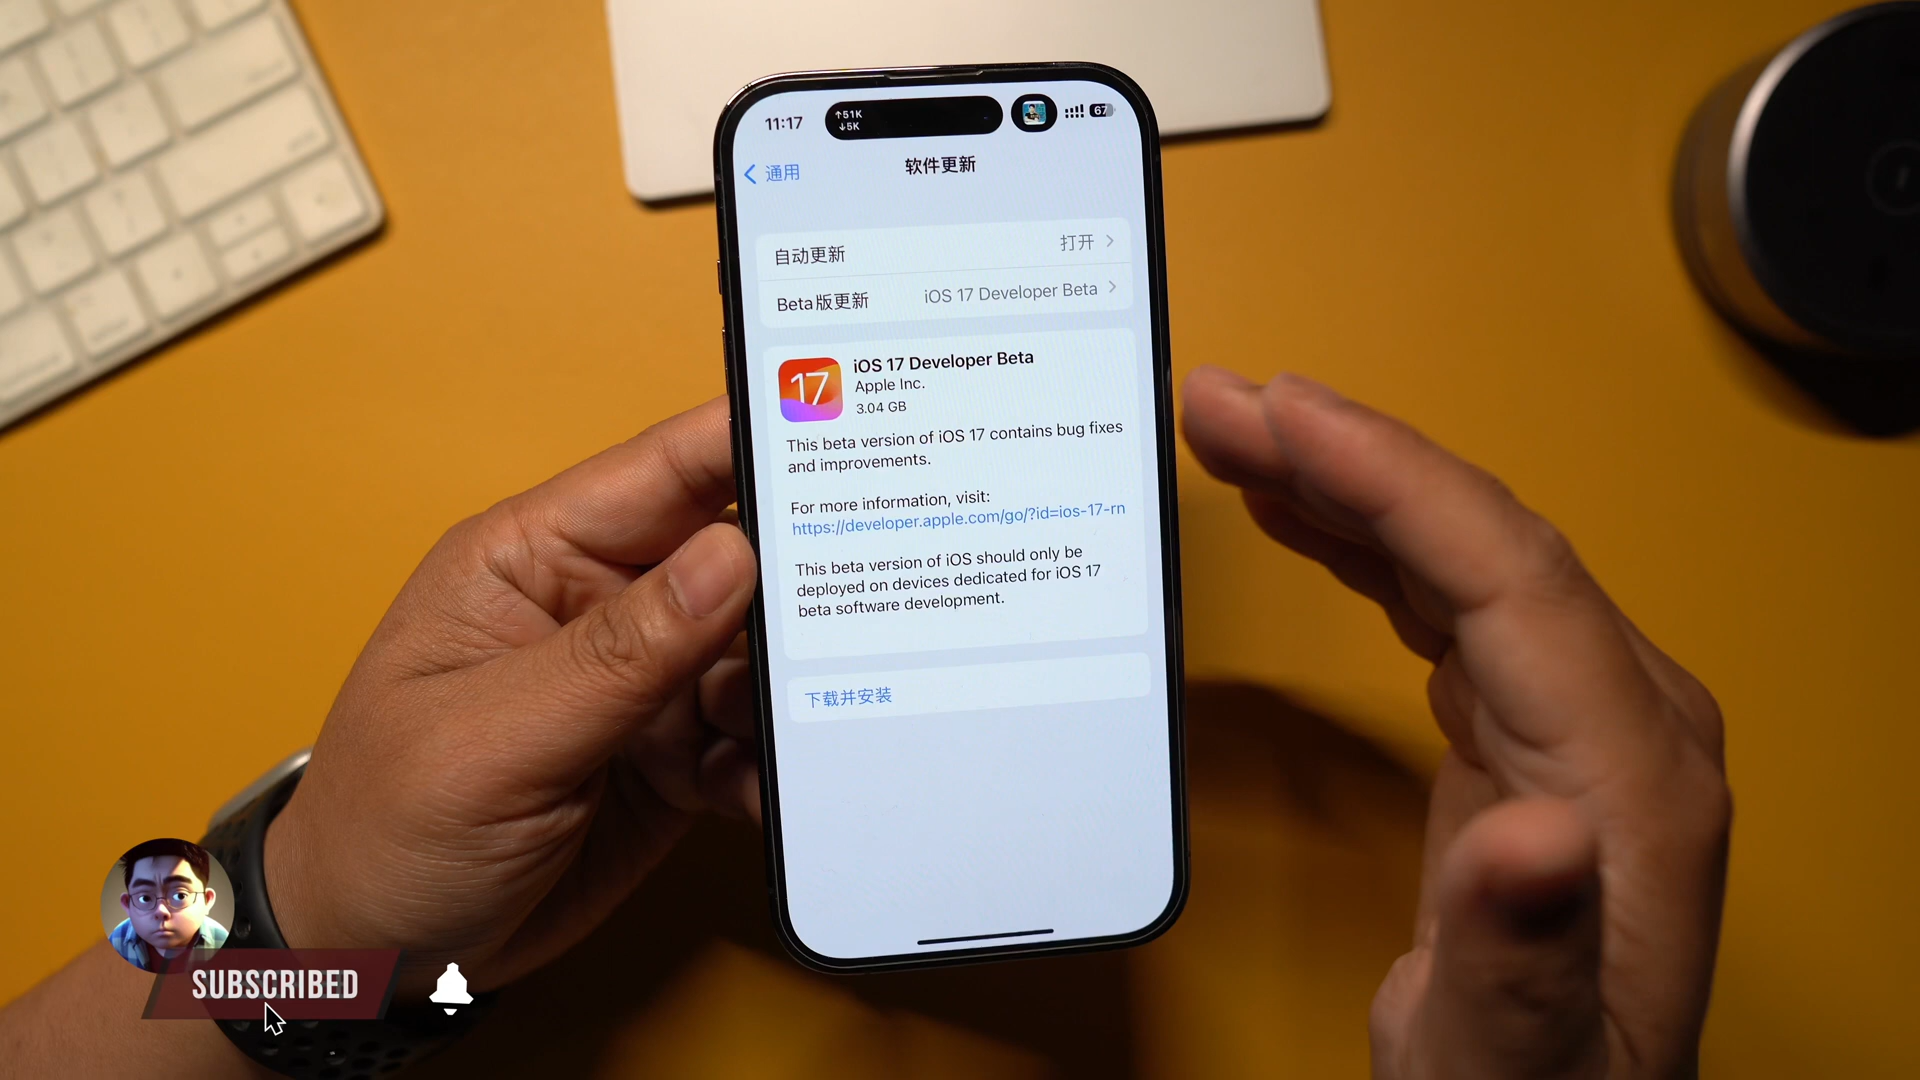 11:17
↑51K
↓5K
67
通用
软件更新
自动更新
打开
Beta版更新
iOS 17 Developer Beta
17
iOS 17 Developer Beta
Apple Inc.
3.04 GB
This beta version of iOS 17 contains bug fixes
and improvements.
For more information, visit:
https://developer.apple.com/go/?id=ios-17-rn
This beta version of iOS should only be
deployed on devices dedicated for iOS 17
beta software development.
下载并安装
SUBSCRIBED